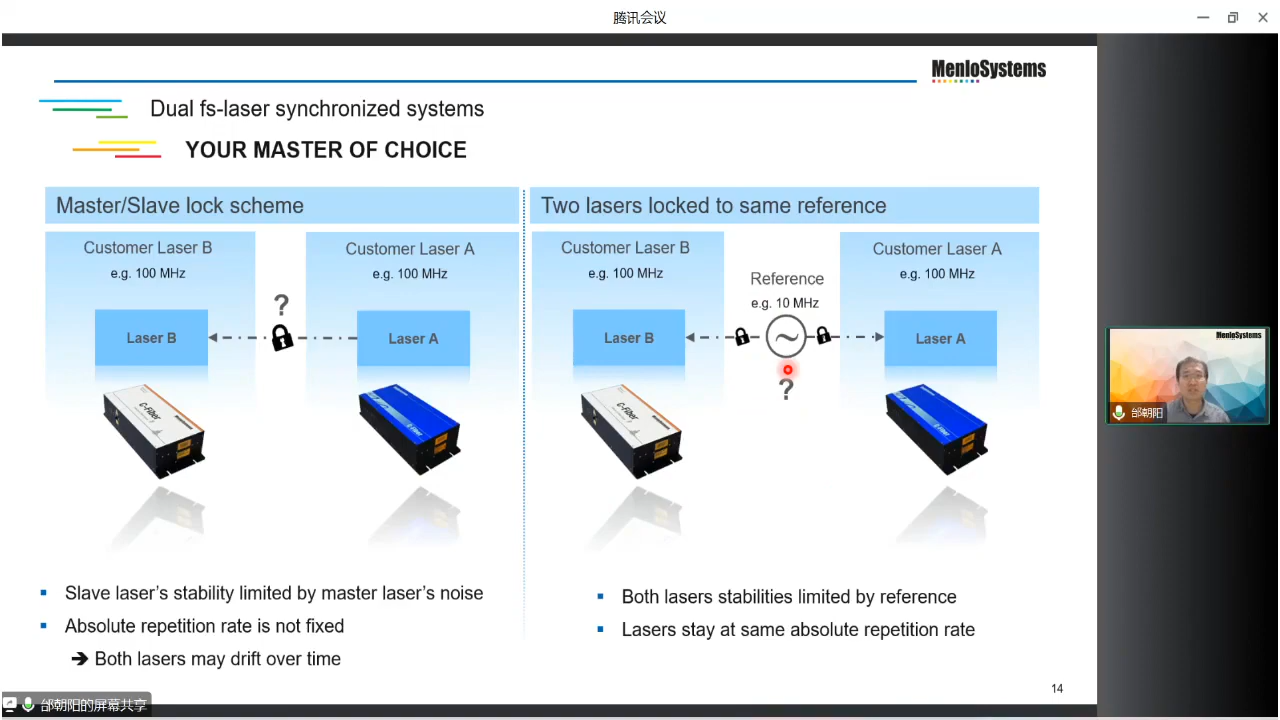 腾讯会议
MenloSystems
Dual fs-laser synchronized systems
YOUR MASTER OF CHOICE
Master/Slave lock scheme
Two lasers locked to same reference
Customer Laser B
e.g. 100 MHz
Customer Laser A
e.g. 100 MHz
?
Laser B
Laser A
C-Fiber
Customer Laser B
e.g. 100 MHz
Reference
e.g. 10 MHz
Customer Laser A
e.g. 100 MHz
Laser B
Laser A
?
C-Fiber
Slave laser's stability limited by master laser's noise
Absolute repetition rate is not fixed
➔ Both lasers may drift over time
Both lasers stabilities limited by reference
Lasers stay at same absolute repetition rate
14
MenloSystems
邰朝阳
邰朝阳的屏幕共享